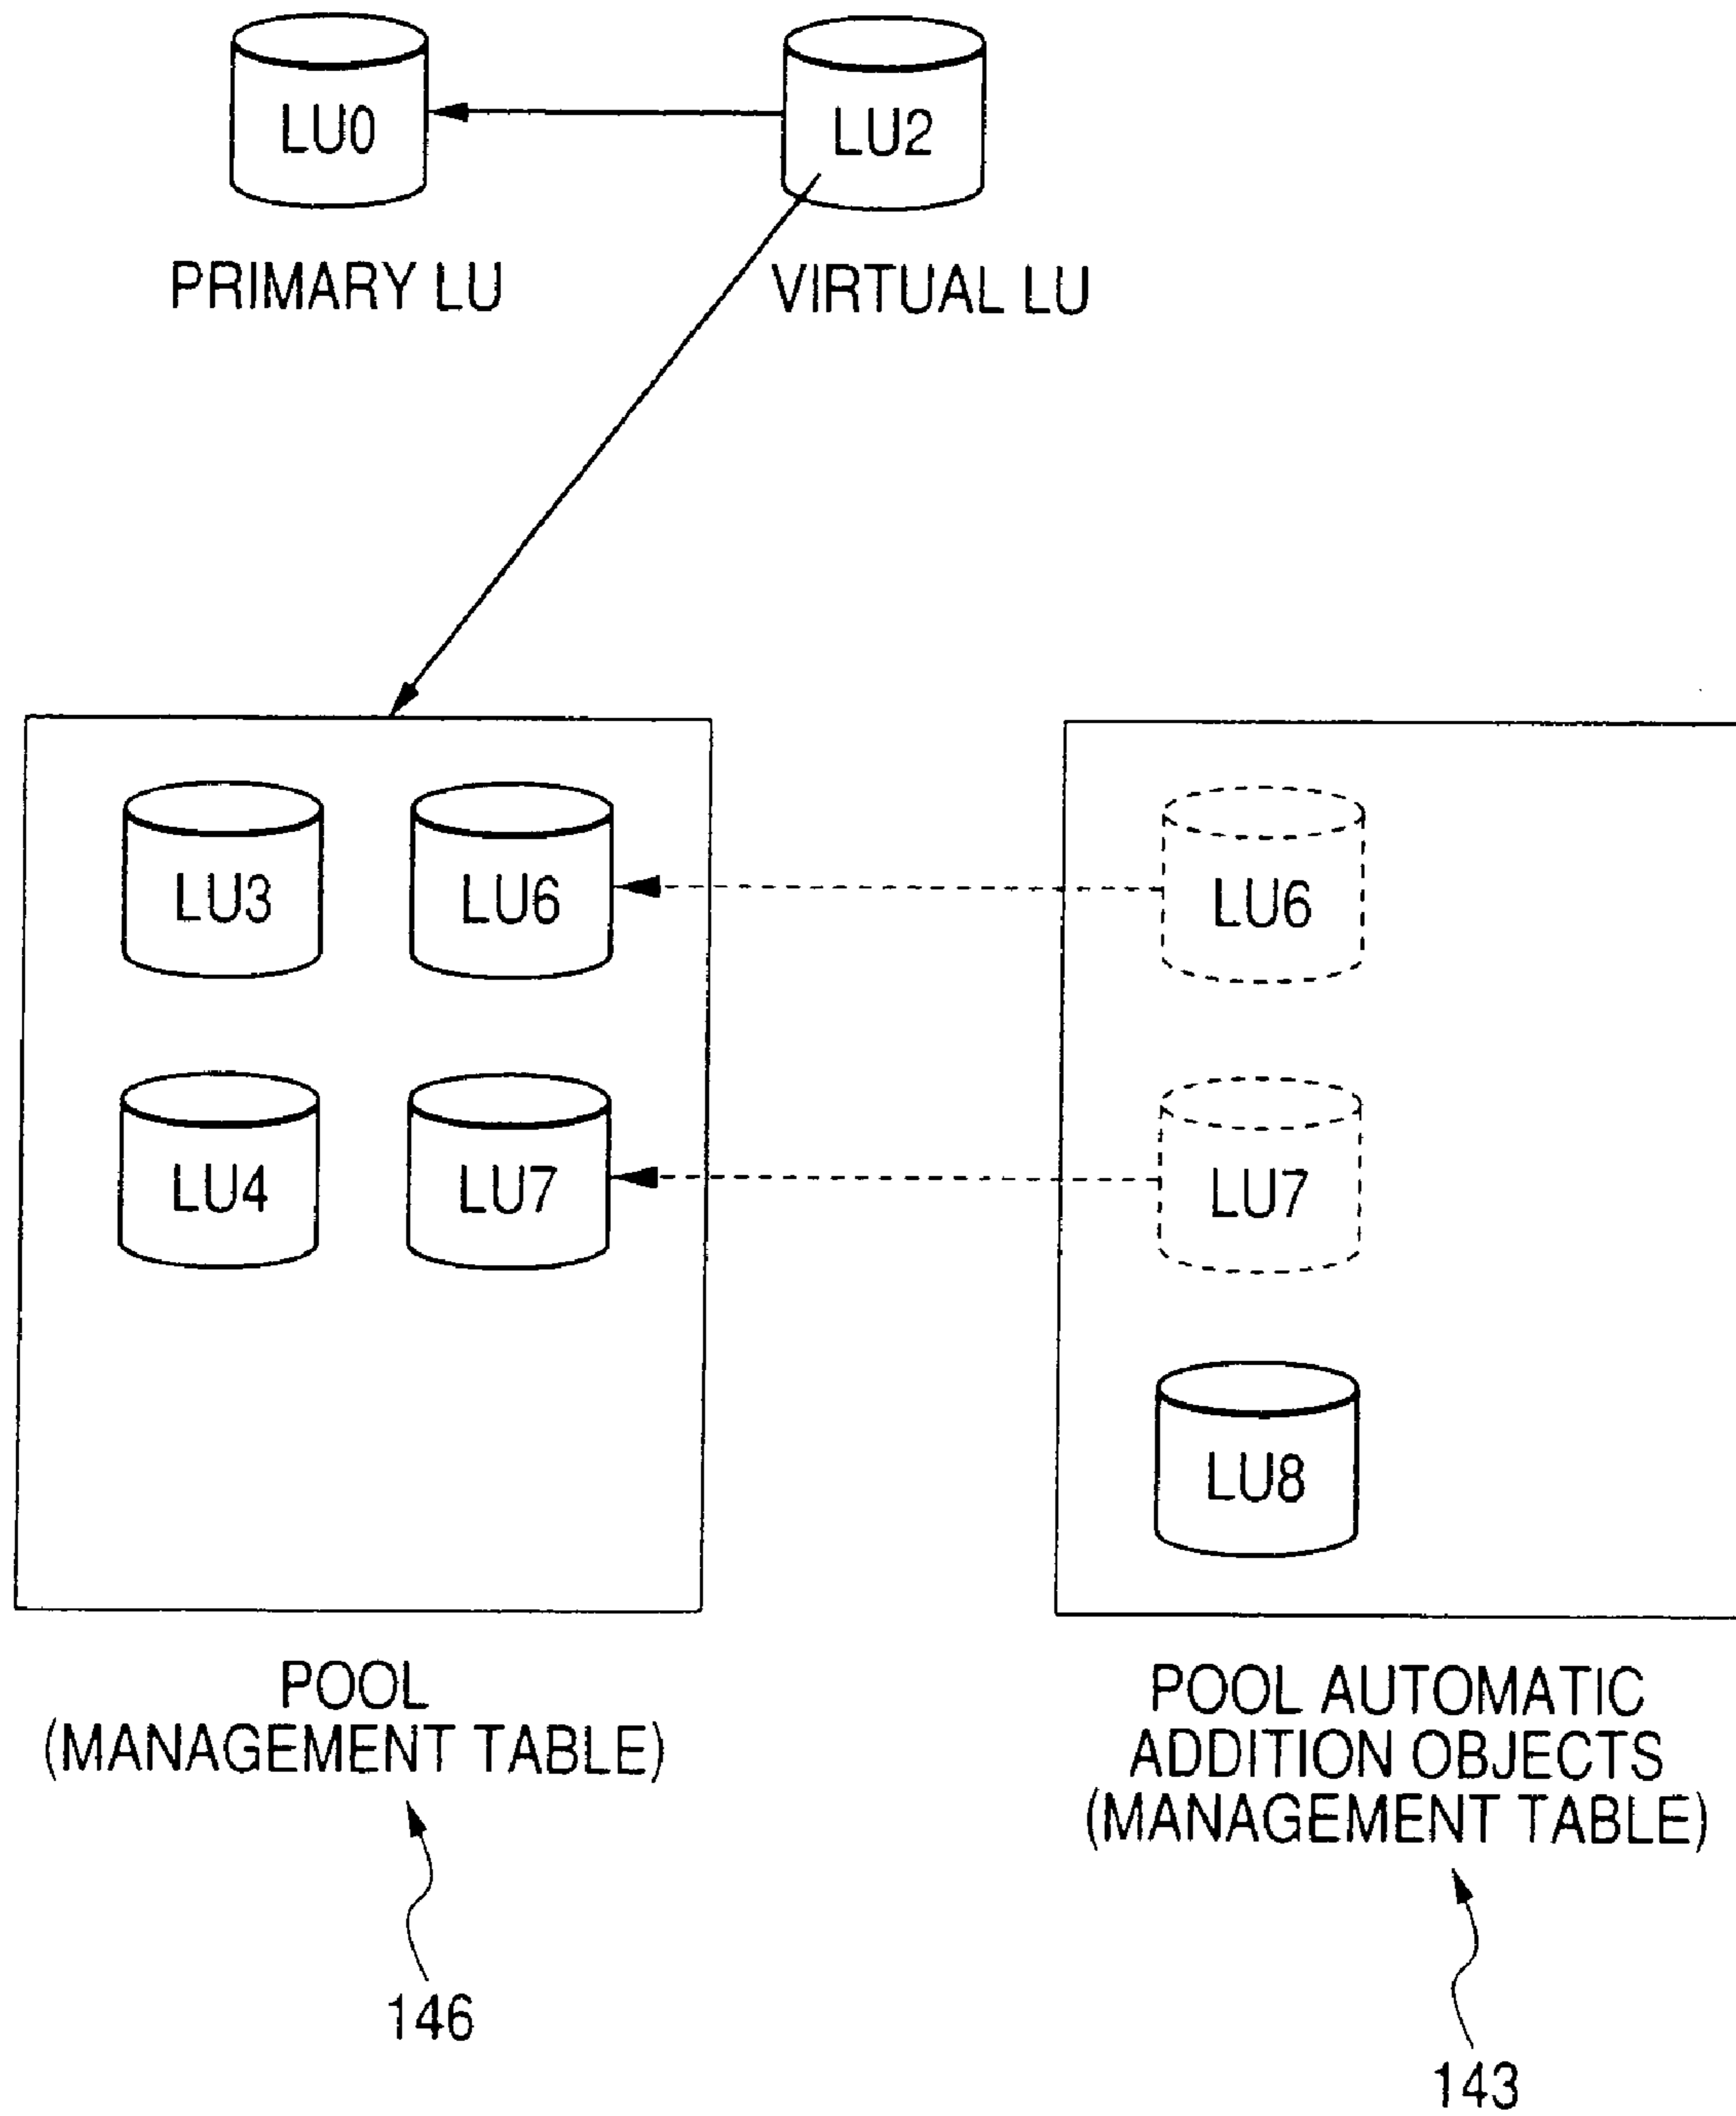 LU0
LU2
PRIMARY LU
VIRTUAL LU
LU3
LU6
LU6
LU4
LU7
LU7
LU8
POOL
(MANAGEMENT TABLE)
POOL AUTOMATIC
ADDITION OBJECTS
(MANAGEMENT TABLE)
146
143